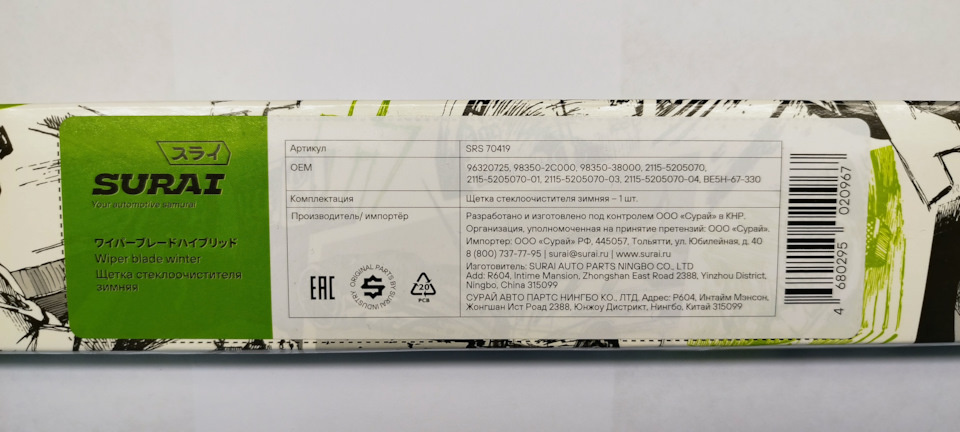 スライ
SURAI
Your automotive samurai
ワイパーブレードハイブリッド
Wiper blade winter
Щетка стеклоочистителя
зимняя
Артикул SRS 70419
OEM 96320725, 98350-2C000, 98350-38000, 2115-5205070,
2115-5205070-01, 2115-5205070-03, 2115-5205070-04, BE5H-67-330
Комплектация Щетка стеклоочистителя зимняя – 1 шт.
Производитель/ импортёр Разработано и изготовлено под контролем ООО «Сурай» в КНР.
Организация, уполномоченная на принятие претензий: ООО «Сурай».
Импортер: ООО «Сурай» РФ, 445057, Тольятти, ул. Юбилейная, д. 40
8 (800) 737-77-95 | surai@surai.ru | www.surai.ru
Изготовитель: SURAI AUTO PARTS NINGBO CO., LTD
Add: R604, Intime Mansion, Zhongshan East Road 2388, Yinzhou District,
Ningbo, China 315099
СУРАЙ АВТО ПАРТС НИНГБО КО., ЛТД. Адрес: Р604, Интайм Мэнсон,
Жонгшан Ист Роад 2388, Юнжоу Дистрикт, Нингбо, Китай 315099
EAC
ORIGINAL PARTS BY SURAI INDUSTRY
20
PCB
4 680295 020967